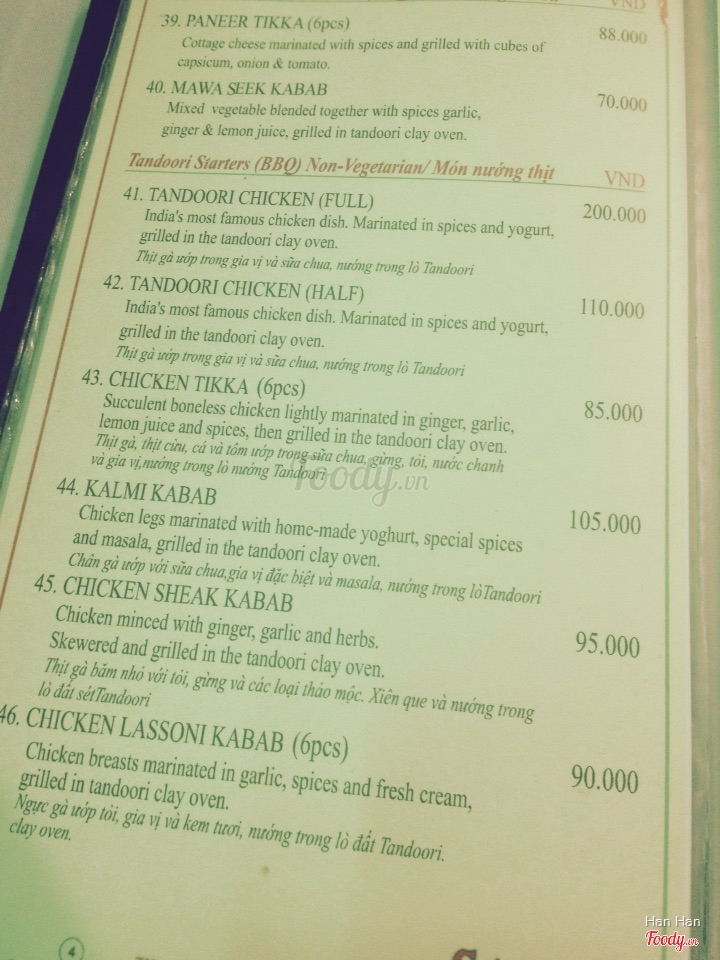 VND
39. PANEER TIKKA (6pcs) 88.000
Cottage cheese marinated with spices and grilled with cubes of
capsicum, onion & tomato.
40. MAWA SEEK KABAB 70.000
Mixed vegetable blended together with spices garlic,
ginger & lemon juice, grilled in tandoori clay oven.
Tandoori Starters (BBQ) Non-Vegetarian/ Món nướng thịt VND
41. TANDOORI CHICKEN (FULL) 200.000
India's most famous chicken dish. Marinated in spices and yogurt,
grilled in the tandoori clay oven.
Thịt gà ướp trong gia vị và sữa chua, nướng trong lò Tandoori
42. TANDOORI CHICKEN (HALF) 110.000
India's most famous chicken dish. Marinated in spices and yogurt,
grilled in the tandoori clay oven.
Thịt gà ướp trong gia vị và sữa chua, nướng trong lò Tandoori
43. CHICKEN TIKKA (6pcs) 85.000
Succulent boneless chicken lightly marinated in ginger, garlic,
lemon juice and spices, then grilled in the tandoori clay oven.
Thịt gà, thịt cừu, cá và tôm ướp trong sữa chua, gừng, tỏi, nước chanh
và gia vị,nướng trong lò nướng Tandoori
Foody.vn
44. KALMI KABAB 105.000
Chicken legs marinated with home-made yoghurt, special spices
and masala, grilled in the tandoori clay oven.
Chân gà ướp với sữa chua,gia vị đặc biệt và masala, nướng trong lòTandoori
45. CHICKEN SHEAK KABAB 95.000
Chicken minced with ginger, garlic and herbs.
Skewered and grilled in the tandoori clay oven.
Thịt gà băm nhỏ với tỏi, gừng và các loại thảo mộc. Xiên que và nướng trong
lò đất sétTandoori
46. CHICKEN LASSONI KABAB (6pcs) 90.000
Chicken breasts marinated in garlic, spices and fresh cream,
grilled in tandoori clay oven.
Ngực gà ướp tỏi, gia vị và kem tươi, nướng trong lò đất Tandoori.
clay oven.
4
Han Han
Foody.vn